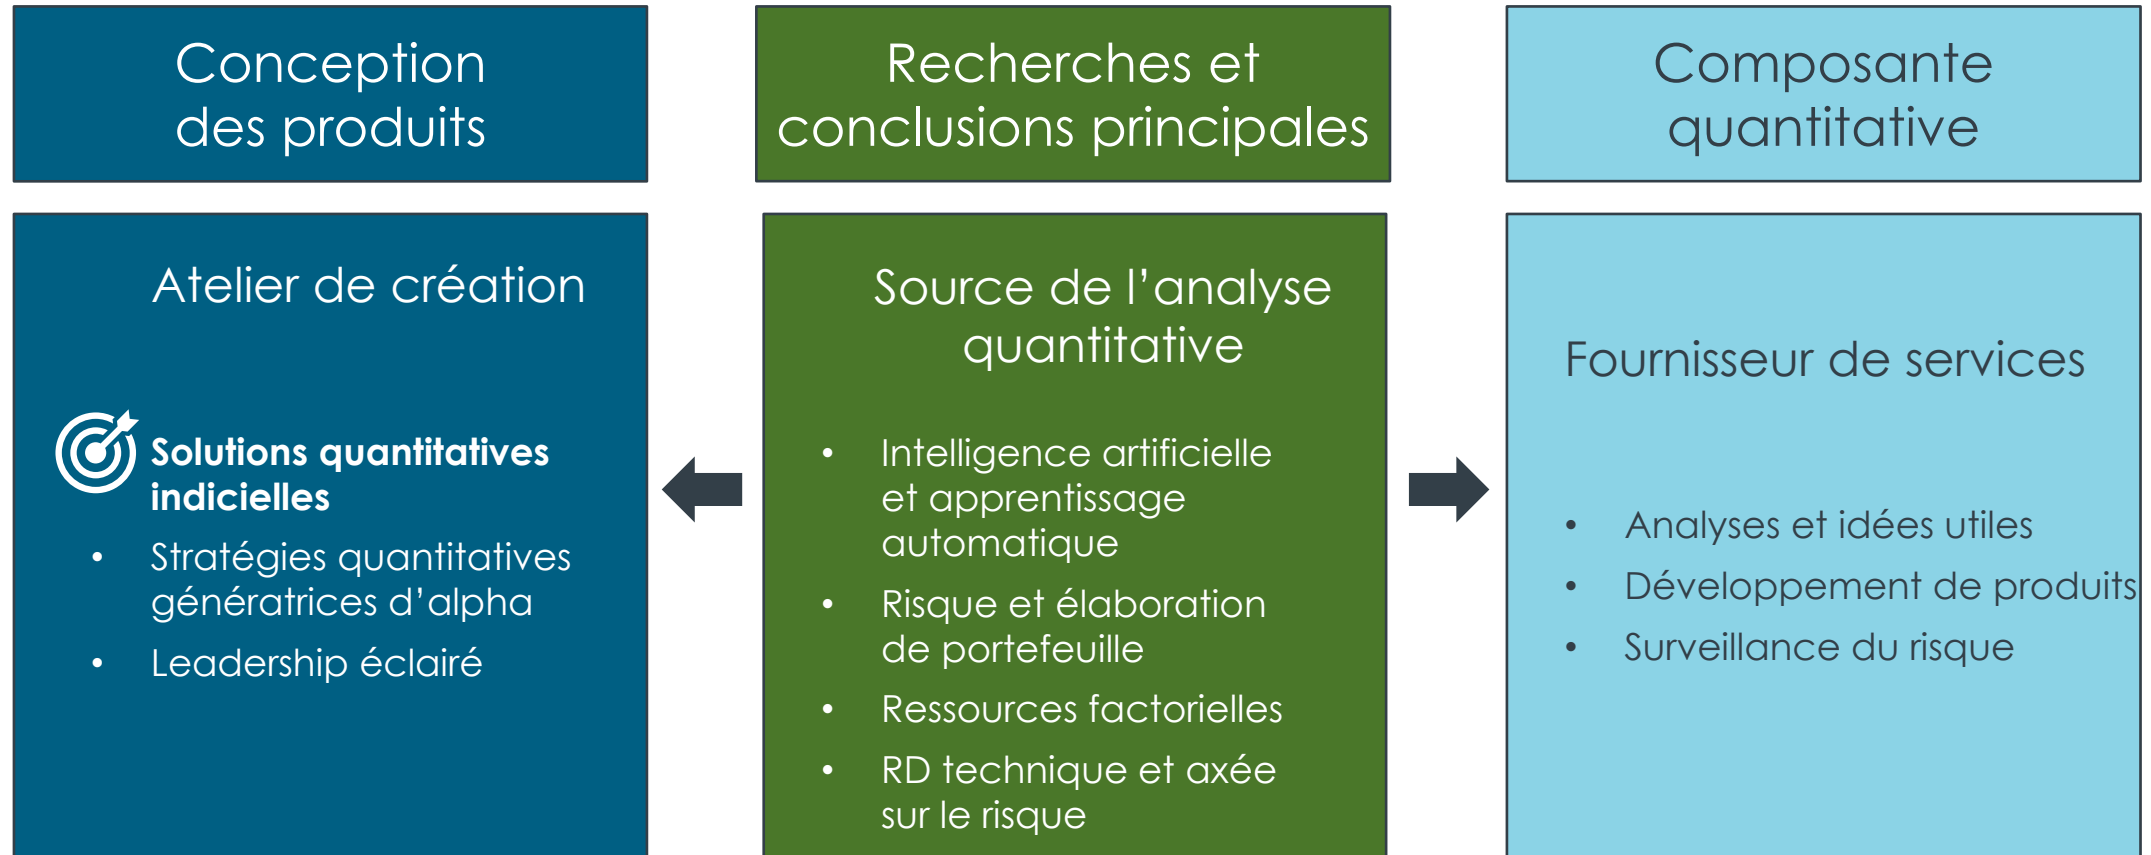 Conception
des produits
Atelier de création
Solutions quantitatives
indicielles
• Stratégies quantitatives
génératrices d’alpha
• Leadership éclairé
Recherches et
conclusions principales
Source de l’analyse
quantitative
• Intelligence artificielle
et apprentissage
automatique
• Risque et élaboration
de portefeuille
• Ressources factorielles
• RD technique et axée
sur le risque
Composante
quantitative
Fournisseur de services
• Analyses et idées utiles
• Développement de produits
• Surveillance du risque